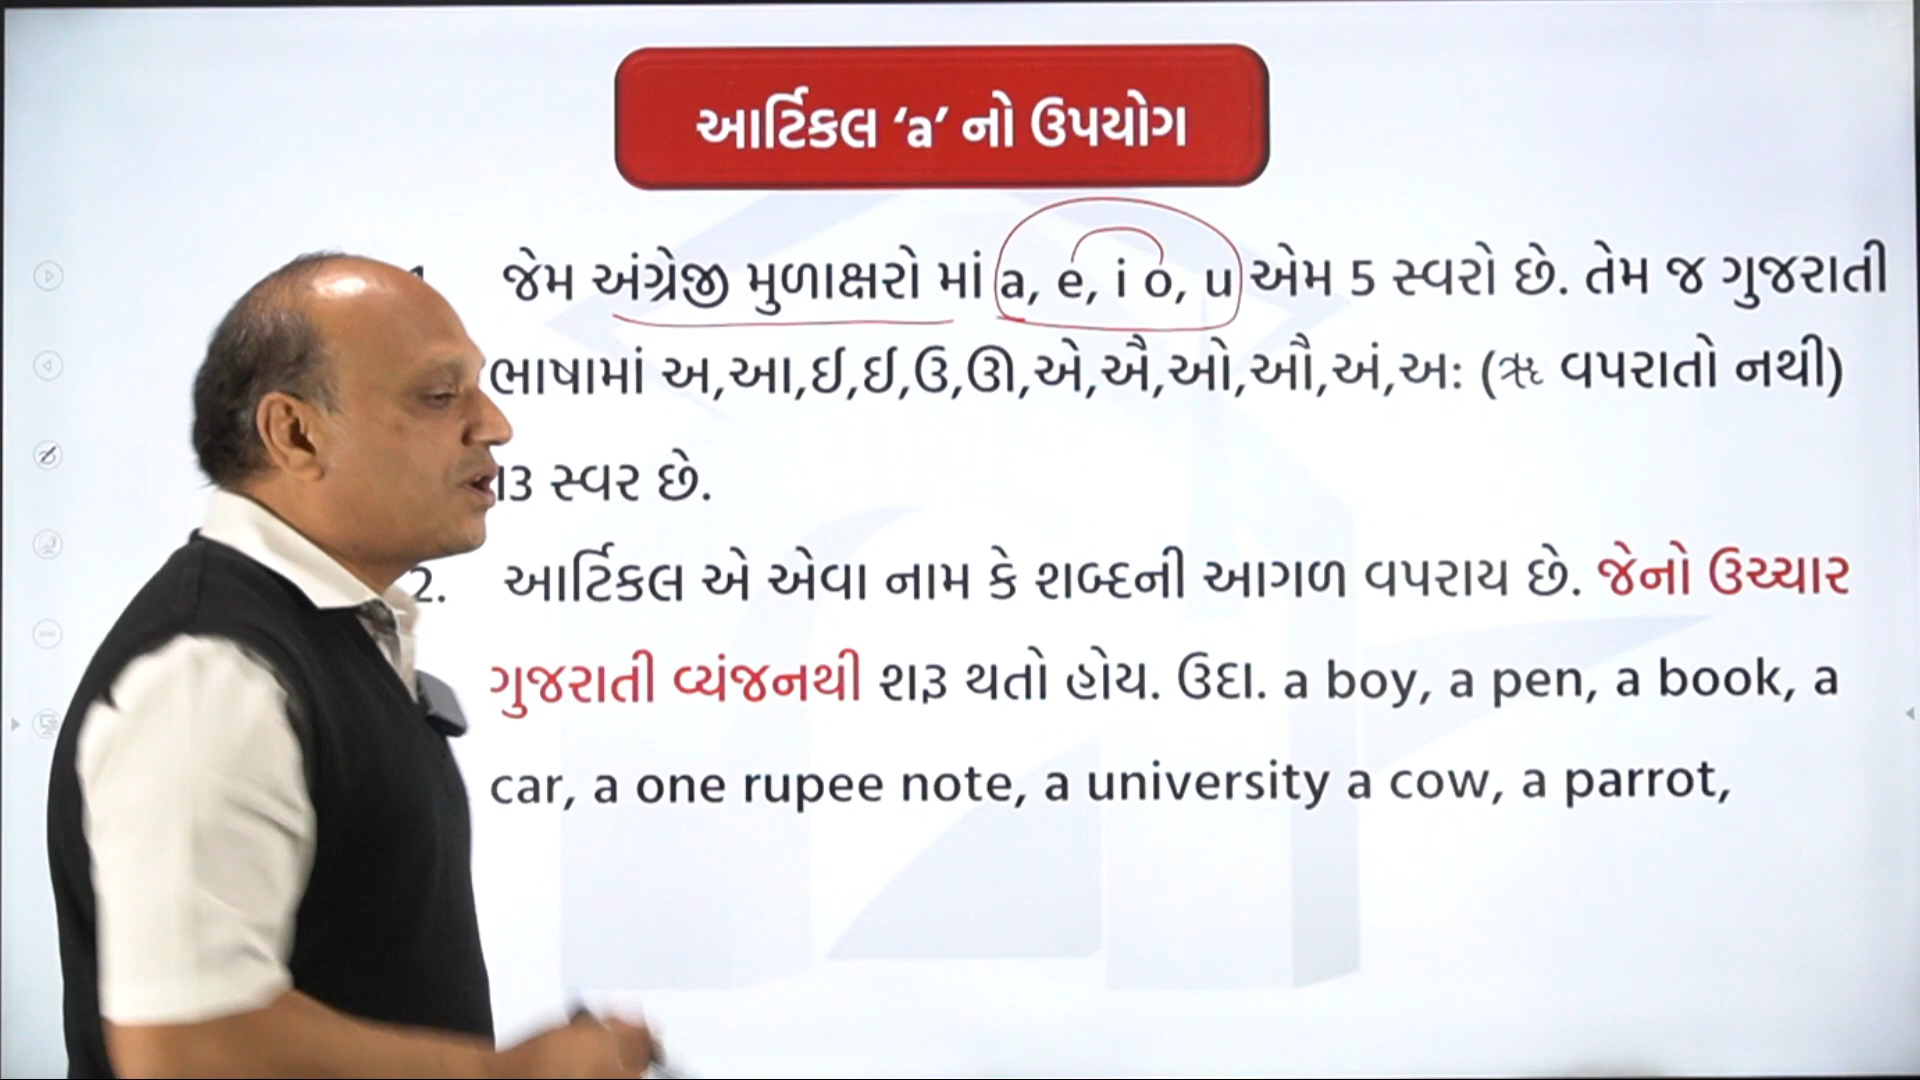 આર્ટિકલ ‘a’ નો ઉપયોગ
જેમ અંગ્રેજી મુળાક્ષરો માં a, e, i o, u એમ 5 સ્વરો છે. તેમ જ ગુજરાતી
ભાષામાં અ,આ,ઈ,ઈ,ઉ,ઊ,એ,ઐ,ઓ,ઔ,અં,અઃ (ૠ વપરાતો નથી)
13 સ્વર છે.
2. આર્ટિકલ એ એવા નામ કે શબ્દની આગળ વપરાય છે. જેનો ઉચ્ચાર
ગુજરાતી વ્યંજનથી શરૂ થતો હોય. ઉદા. a boy, a pen, a book, a
car, a one rupee note, a university a cow, a parrot,